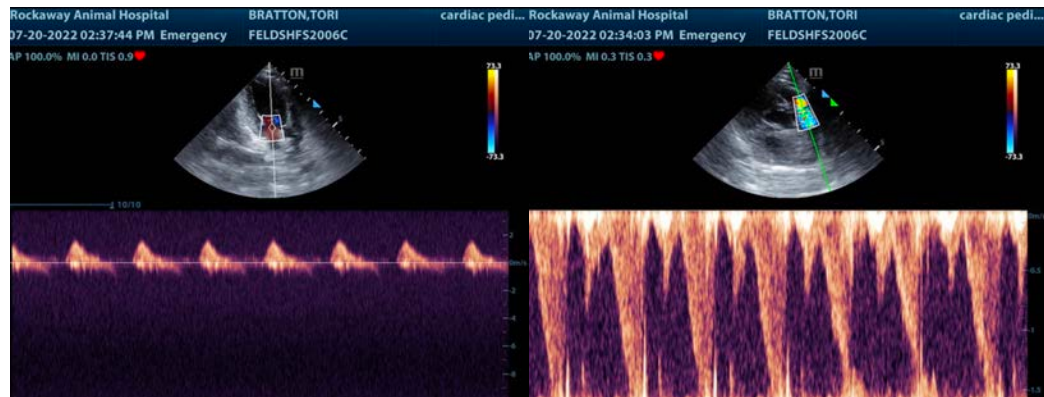 Rockaway Animal Hospital BRATTON,TORI cardiac pedi...
07-20-2022 02:37:44 PM Emergency FELDSHFS2006C
AP 100.0% MI 0.0 TIS 0.9
m
73.3
-73.3
10/10
2
0m/s
-2
-4
-6
-8
Rockaway Animal Hospital BRATTON,TORI cardiac pedi...
07-20-2022 02:34:03 PM Emergency FELDSHFS2006C
AP 100.0% MI 0.3 TIS 0.3
m
73.3
-73.3
0m/s
-0.5
-1
-1.5